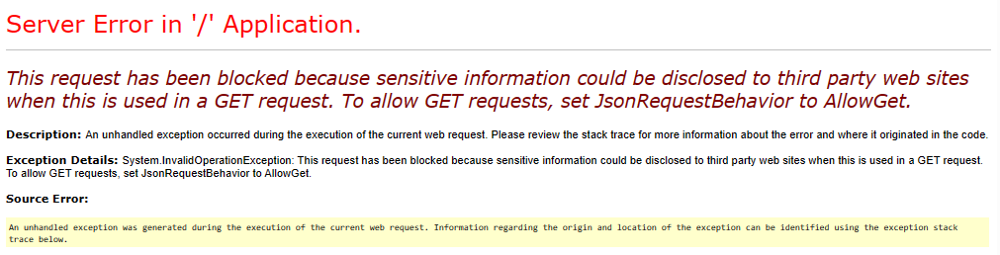 Server Error in '/' Application.
This request has been blocked because sensitive information could be disclosed to third party web sites
when this is used in a GET request. To allow GET requests, set JsonRequestBehavior to AllowGet.
Description: An unhandled exception occurred during the execution of the current web request. Please review the stack trace for more information about the error and where it originated in the code.
Exception Details: System.InvalidOperationException: This request has been blocked because sensitive information could be disclosed to third party web sites when this is used in a GET request.
To allow GET requests, set JsonRequestBehavior to AllowGet.
Source Error:
An unhandled exception was generated during the execution of the current web request. Information regarding the origin and location of the exception can be identified using the exception stack
trace below.